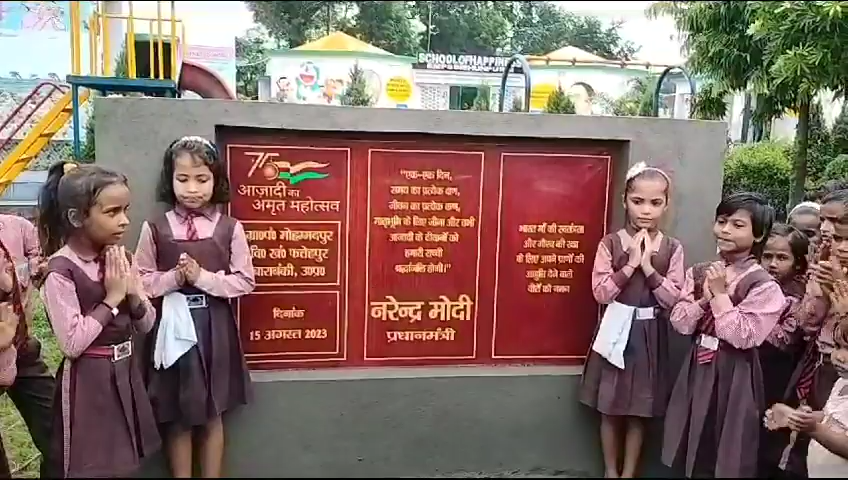 SCHOOL OF HAPPINESS
75
आज़ादी का
अमृत महोत्सव
ग्रा०पं० मोहम्मदपुर
वि० ख० फतेहपुर
बाराबंकी, उ०प्र०
दिनांक
15 अगस्त 2023
"एक-एक दिन,
समय का प्रत्येक क्षण,
जीवन का प्रत्येक कण,
मातृभूमि के लिए जीना और तभी
आजादी के दीवानों को
हमारी सच्ची
श्रद्धांजलि होगी।"
नरेन्द्र मोदी
प्रधानमंत्री
भारत माँ की स्वतंत्रता
और गौरव की रक्षा
के लिए अपने प्राणों की
आहुति देने वाले
वीरों को नमन